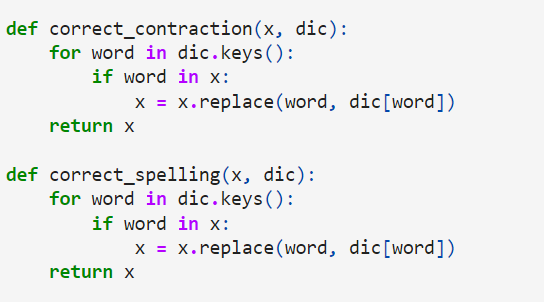 def correct_contraction(x, dic):
    for word in dic.keys():
        if word in x:
            x = x.replace(word, dic[word])
    return x

def correct_spelling(x, dic):
    for word in dic.keys():
        if word in x:
            x = x.replace(word, dic[word])
    return x